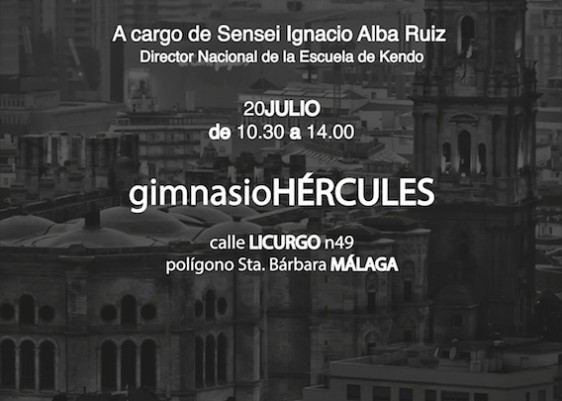 A cargo de Sensei Ignacio Alba Ruiz
Director Nacional de la Escuela de Kendo
20JULIO
de 10.30 a 14.00
gimnasioHÉRCULES
calle LICURGO n49
polígono Sta. Bárbara MÁLAGA